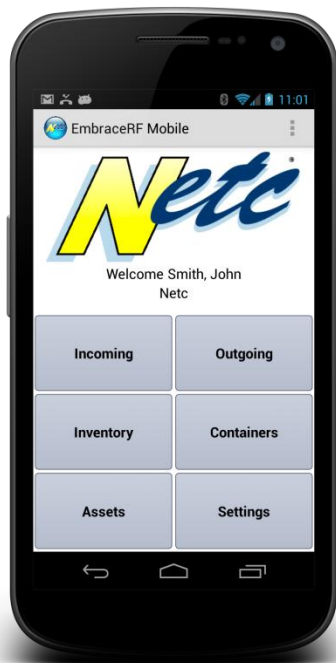 11:01
EmbraceRF Mobile
Netc
Welcome Smith, John
Netc
Incoming Outgoing
Inventory Containers
Assets Settings